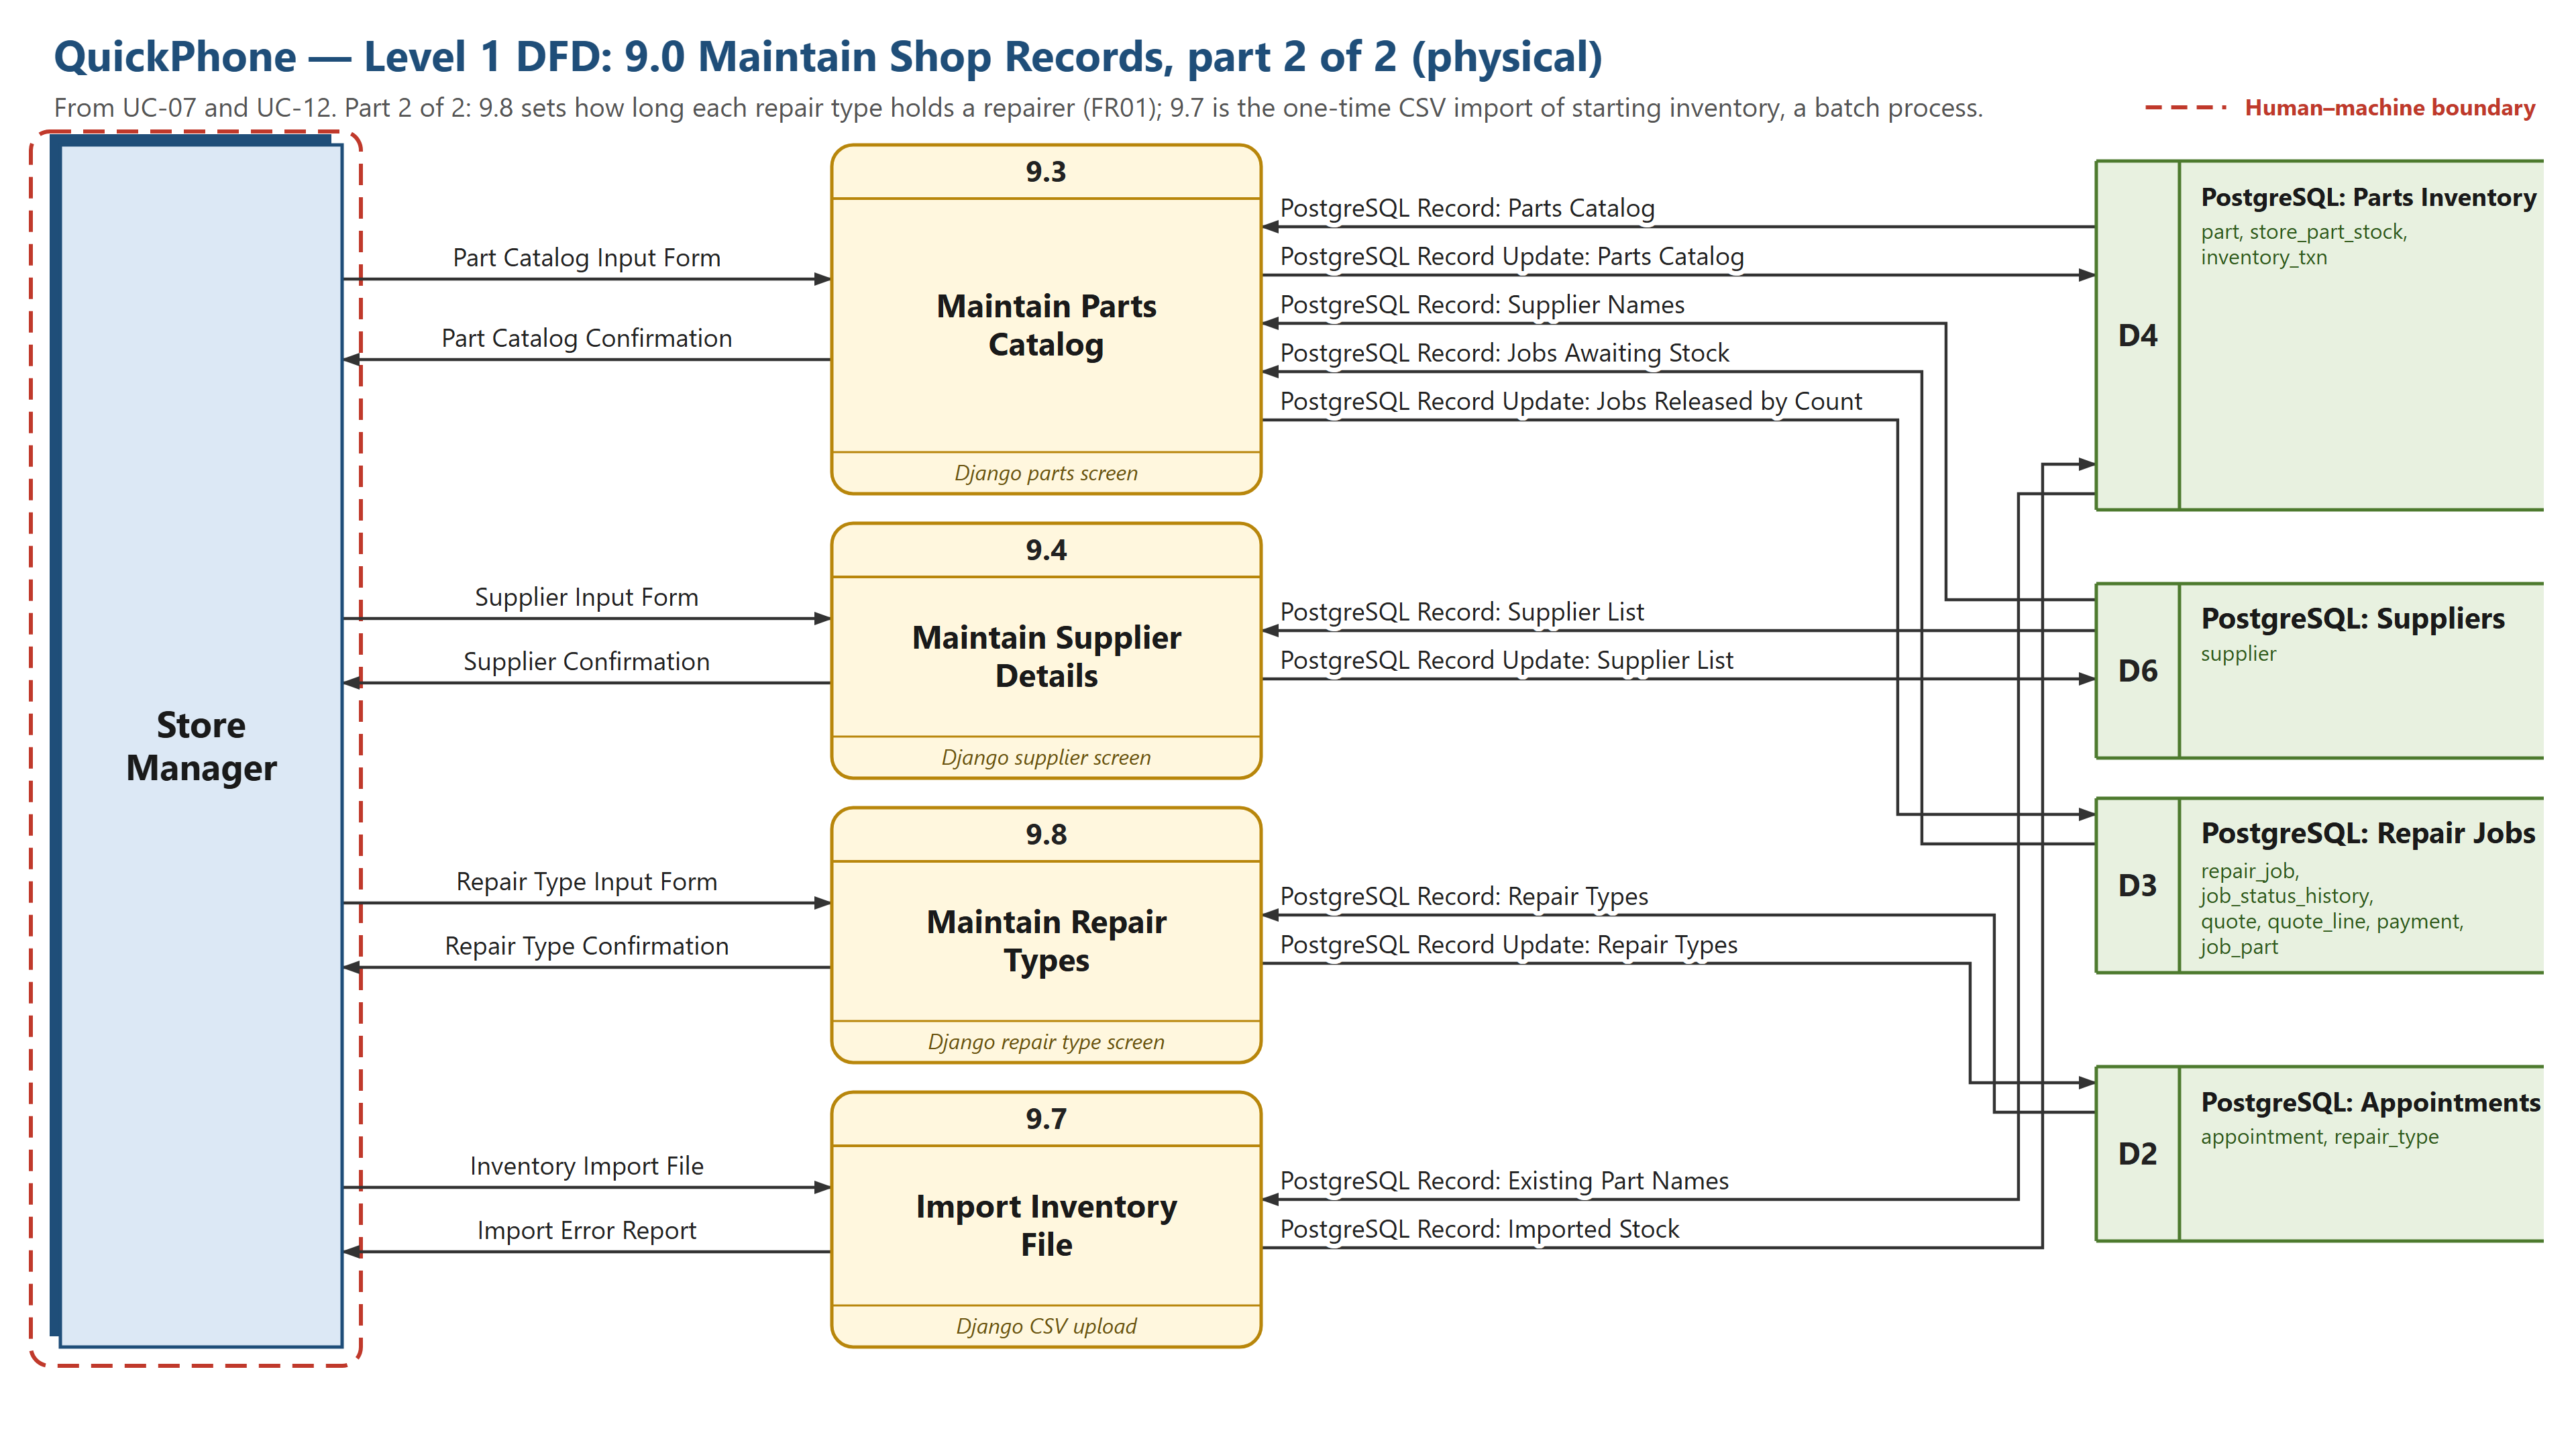 QuickPhone — Level 1 DFD: 9.0 Maintain Shop Records, part 2 of 2 (physical)
From UC-07 and UC-12. Part 2 of 2: 9.8 sets how long each repair type holds a repairer (FR01); 9.7 is the one-time CSV import of starting inventory, a batch process.
Human–machine boundary
Store
Manager
Part Catalog Input Form
Part Catalog Confirmation
Supplier Input Form
Supplier Confirmation
Repair Type Input Form
Repair Type Confirmation
Inventory Import File
Import Error Report
9.3
Maintain Parts
Catalog
Django parts screen
9.4
Maintain Supplier
Details
Django supplier screen
9.8
Maintain Repair
Types
Django repair type screen
9.7
Import Inventory
File
Django CSV upload
PostgreSQL Record: Parts Catalog
PostgreSQL Record Update: Parts Catalog
PostgreSQL Record: Supplier Names
PostgreSQL Record: Jobs Awaiting Stock
PostgreSQL Record Update: Jobs Released by Count
PostgreSQL Record: Supplier List
PostgreSQL Record Update: Supplier List
PostgreSQL Record: Repair Types
PostgreSQL Record Update: Repair Types
PostgreSQL Record: Existing Part Names
PostgreSQL Record: Imported Stock
D4
PostgreSQL: Parts Inventory
part, store_part_stock,
inventory_txn
D6
PostgreSQL: Suppliers
supplier
D3
PostgreSQL: Repair Jobs
repair_job,
job_status_history,
quote, quote_line, payment,
job_part
D2
PostgreSQL: Appointments
appointment, repair_type